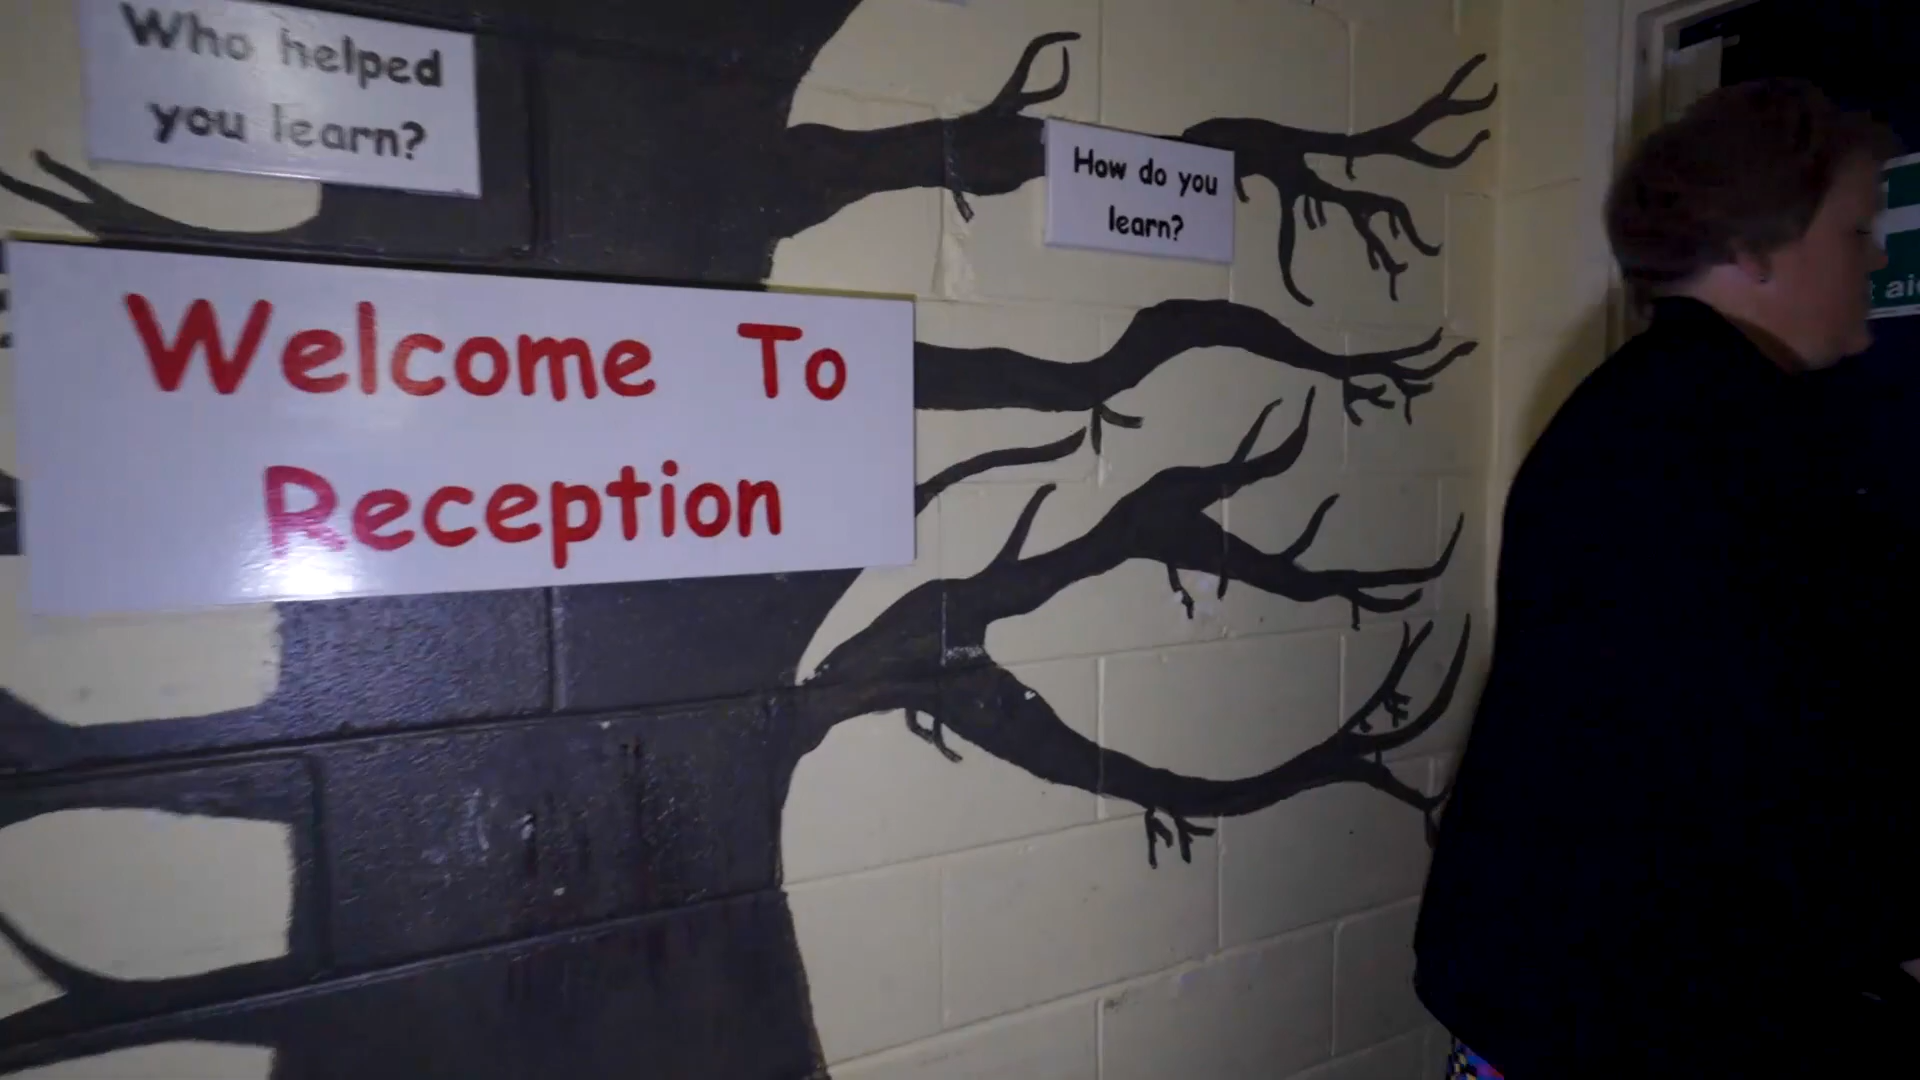 Who helped
you learn?
How do you
learn?
Welcome To
Reception